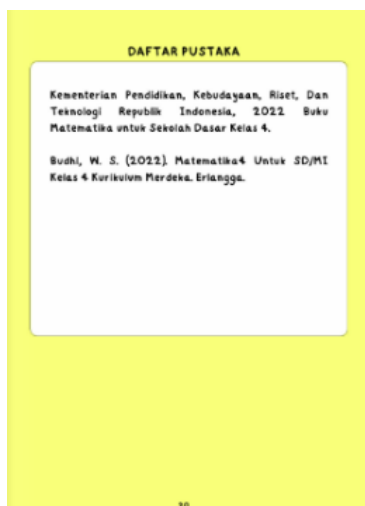 DAFTAR PUSTAKA
Kementerian Pendidikan, Kebudayaan, Riset, Dan
Teknologi Republik Indonesia, 2022 Buku
Matematika untuk Sekolah Dasar Kelas 4.
Budhi, W. S. (2022). Matematika4 Untuk SD/MI
Kelas 4 Kurikulum Merdeka. Erlangga.